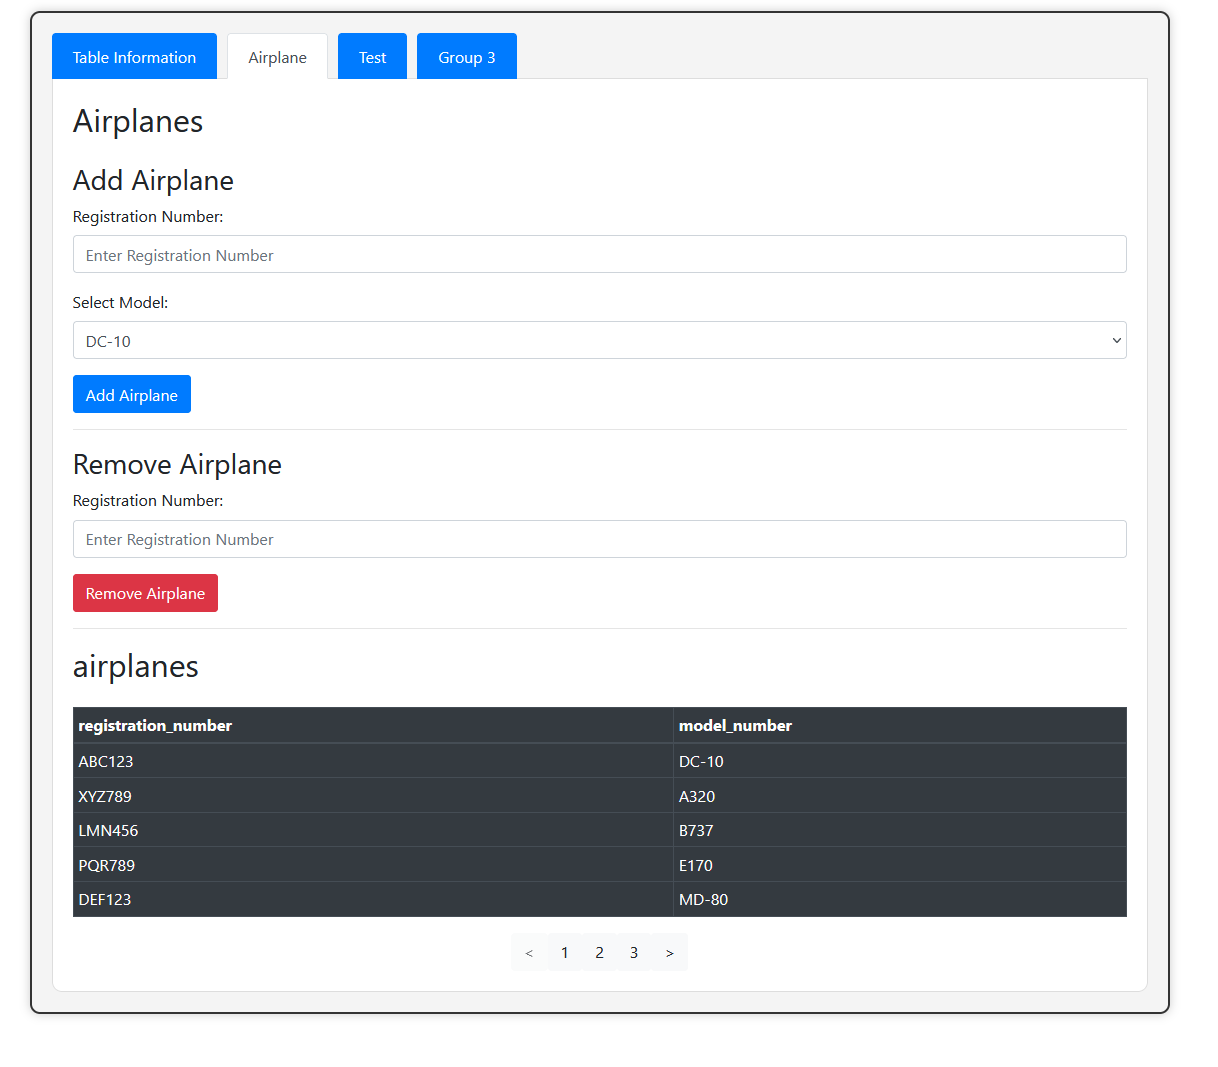 Table Information Airplane Test Group 3
Airplanes
Add Airplane
Registration Number:
Enter Registration Number
Select Model:
DC-10
Add Airplane
Remove Airplane
Registration Number:
Enter Registration Number
Remove Airplane
airplanes
registration_number model_number
ABC123 DC-10
XYZ789 A320
LMN456 B737
PQR789 E170
DEF123 MD-80
< 1 2 3 >